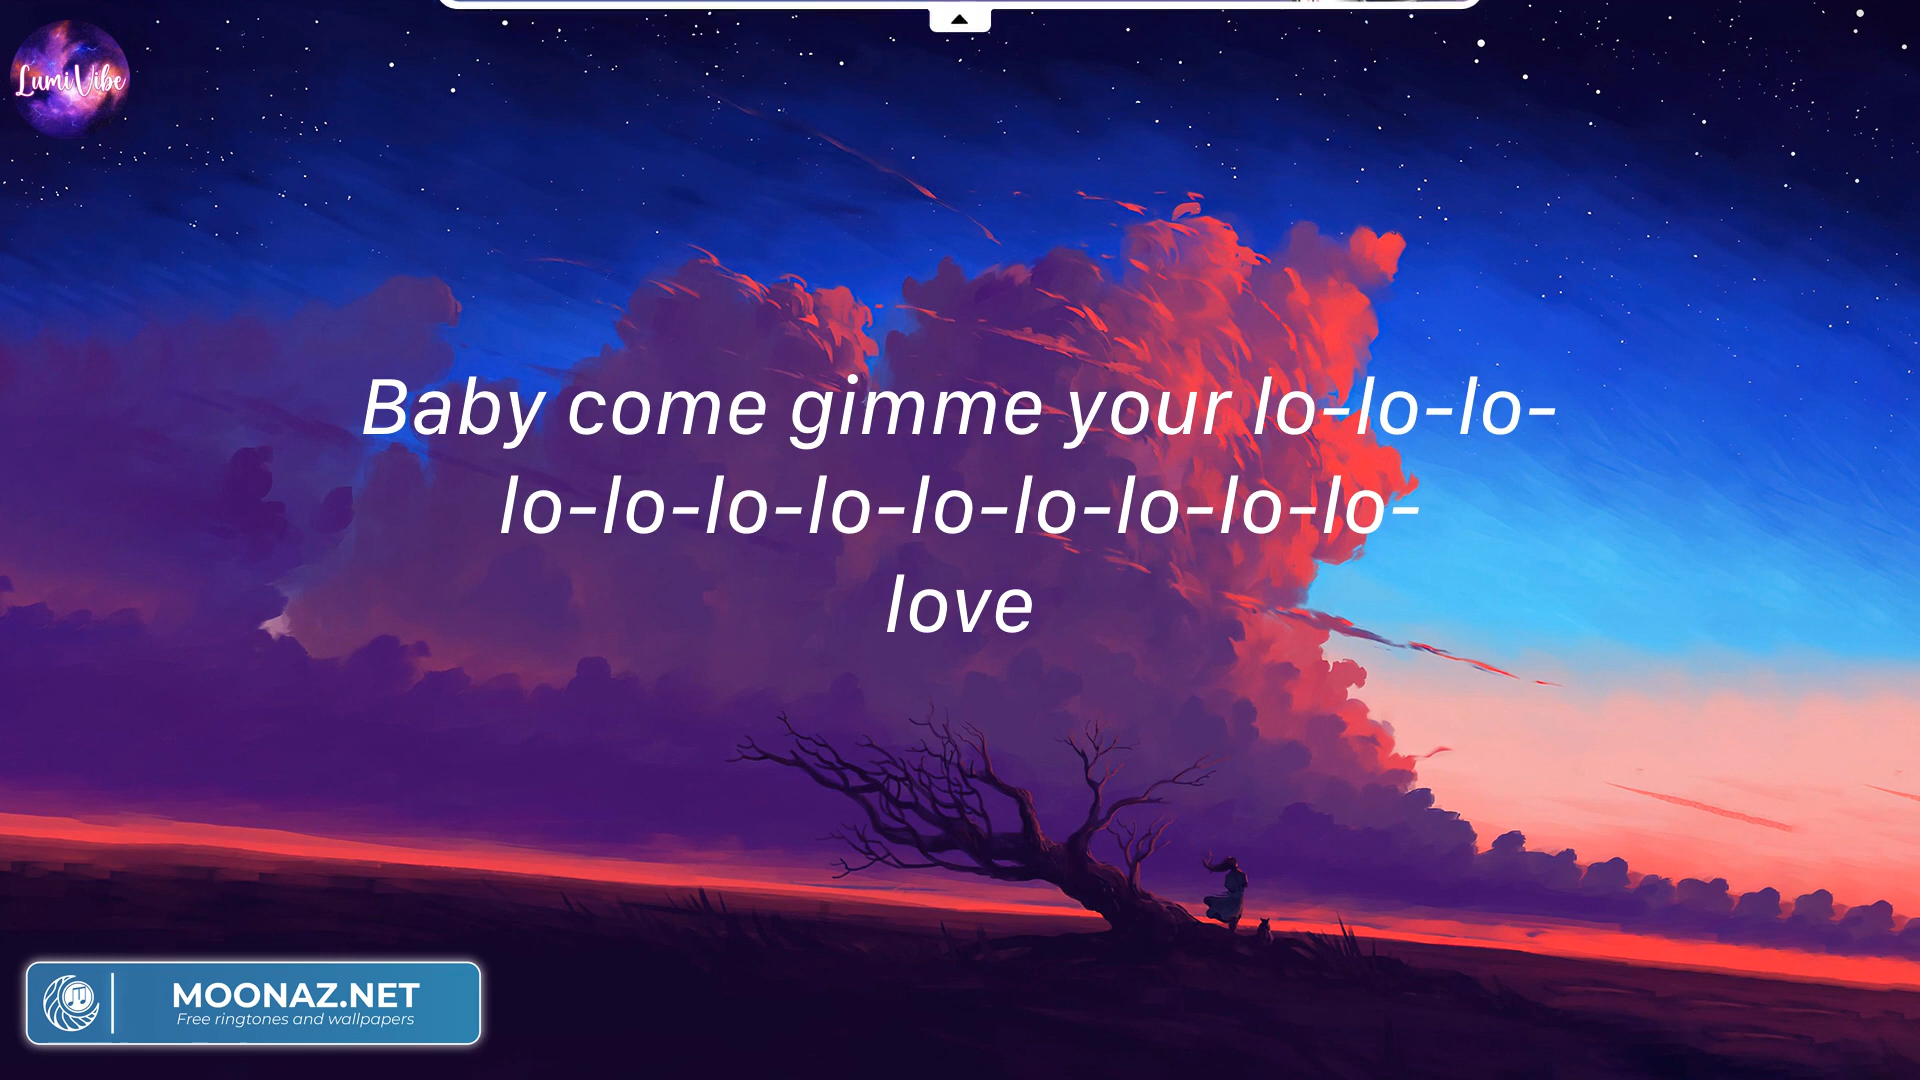 LumiVibe
Baby come gimme your lo-lo-lo-
lo-lo-lo-lo-lo-lo-lo-lo-lo-
love
MOONAZ.NET
Free ringtones and wallpapers